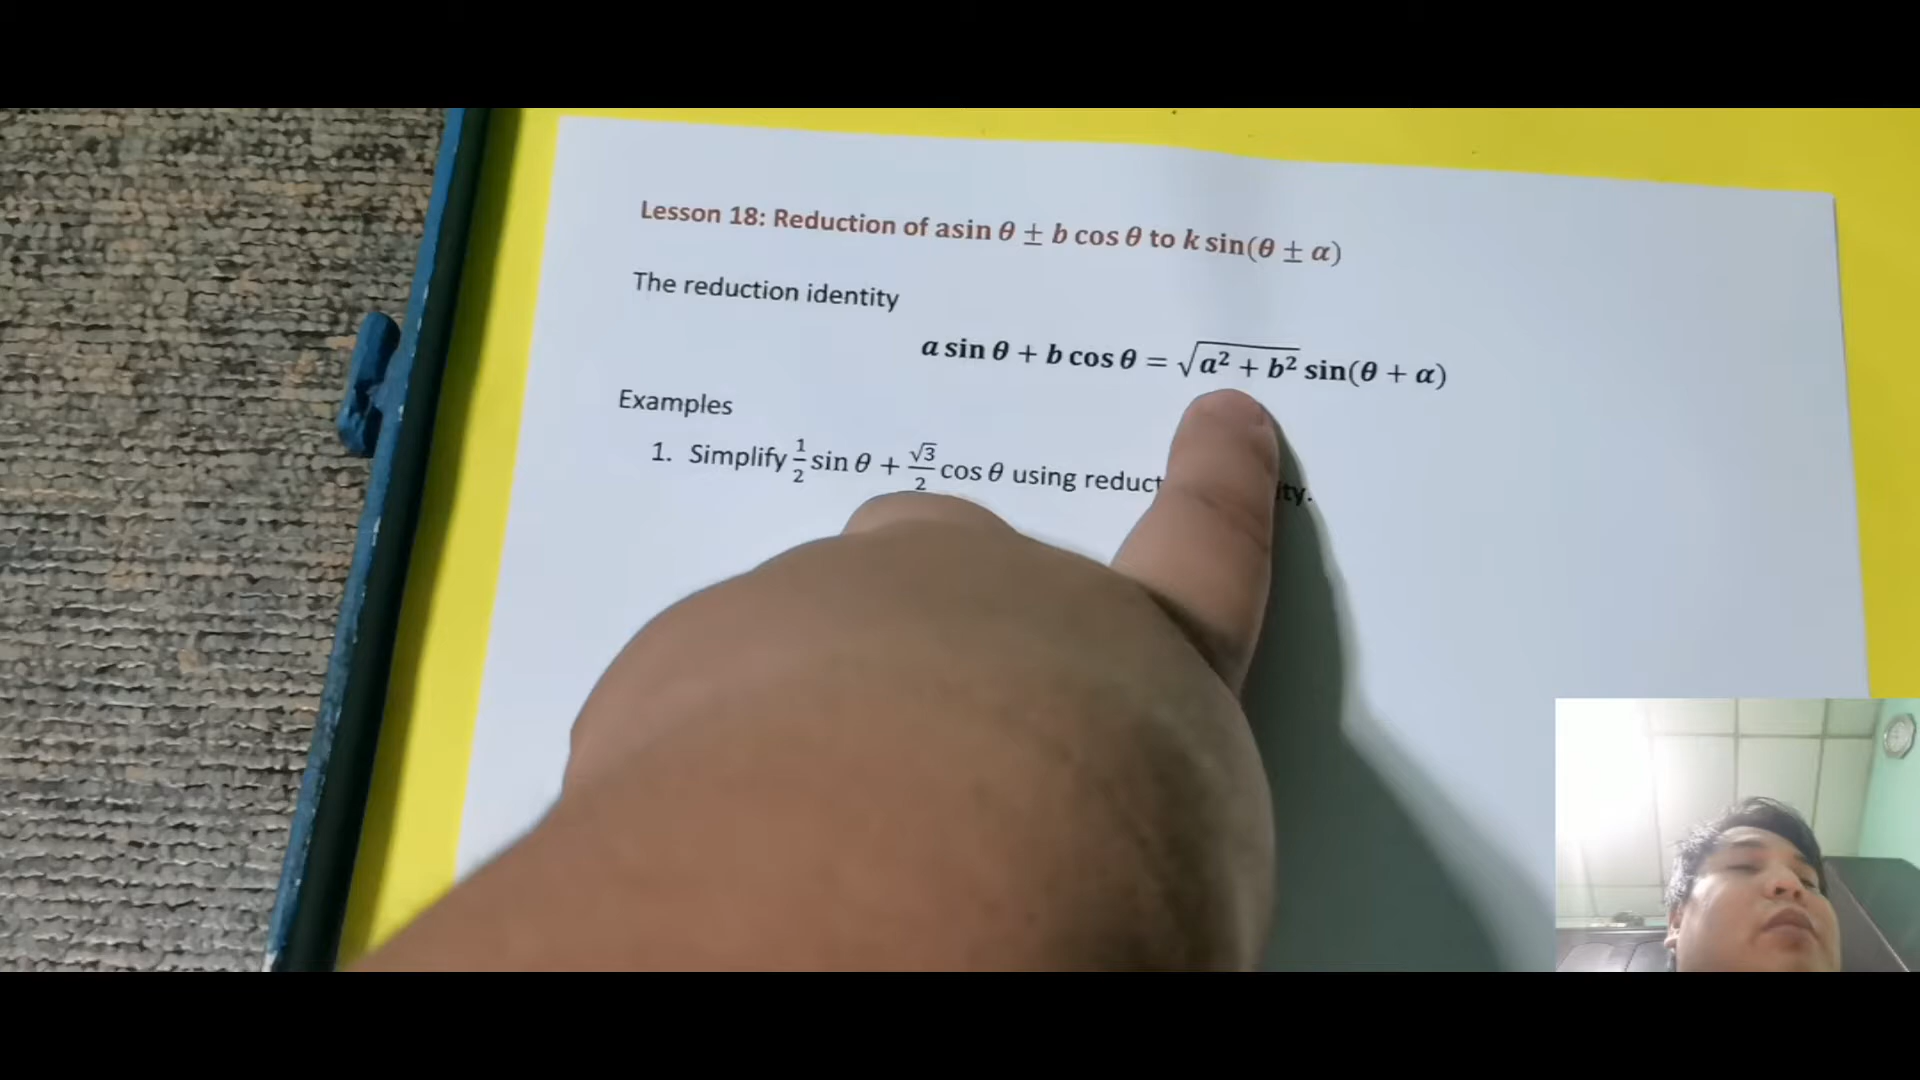 Lesson 18: Reduction of asin θ ± b cos θ to k sin(θ ± α)
The reduction identity
a sin θ + b cos θ = √(a² + b²) sin(θ + α)
Examples
1. Simplify 1/2 sin θ + √3/2 cos θ using